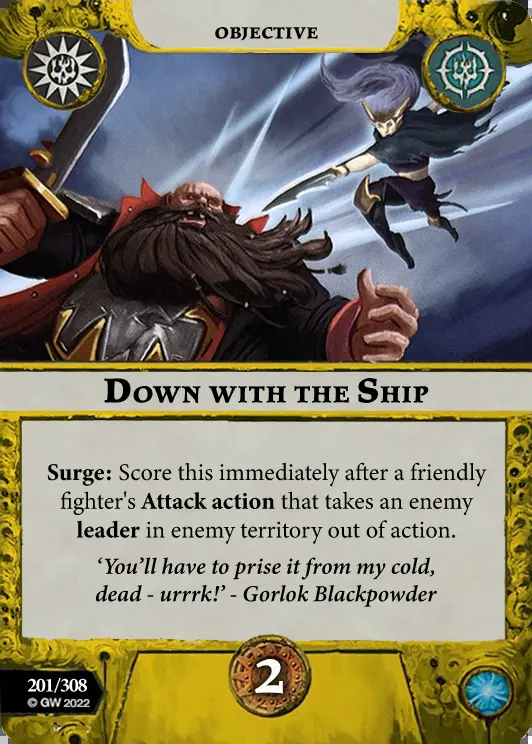 OBJECTIVE
DOWN WITH THE SHIP
Surge: Score this immediately after a friendly
fighter's Attack action that takes an enemy
leader in enemy territory out of action.
‘You’ll have to prise it from my cold,
dead - urrrk!’ - Gorlok Blackpowder
201/308
© GW 2022
2